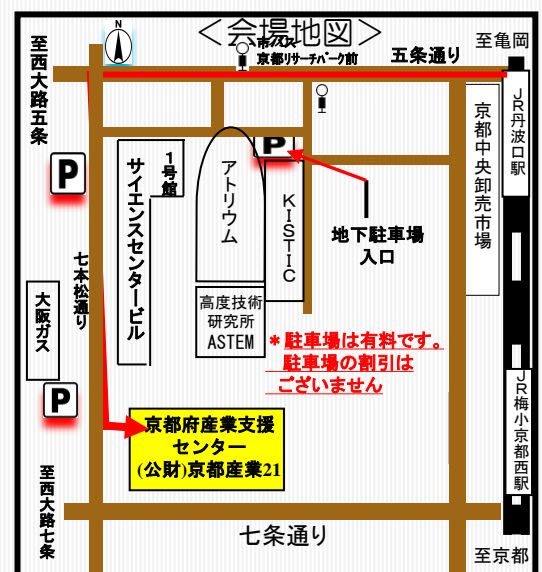 N
<会場地図>
市バス
京都リサーチパーク前
五条通り
至亀岡
至西大路五条
JR丹波口駅
京都中央卸売市場
P
P
1号館
サイエンスセンタービル
アトリウム
KISTIC
地下駐車場
入口
七本松通り
大阪ガス
高度技術
研究所
ASTEM
*駐車場は有料です。
駐車場の割引は
ございません
P
JR梅小京都西駅
京都府産業支援
センター
(公財)京都産業21
至西大路七条
七条通り
至京都